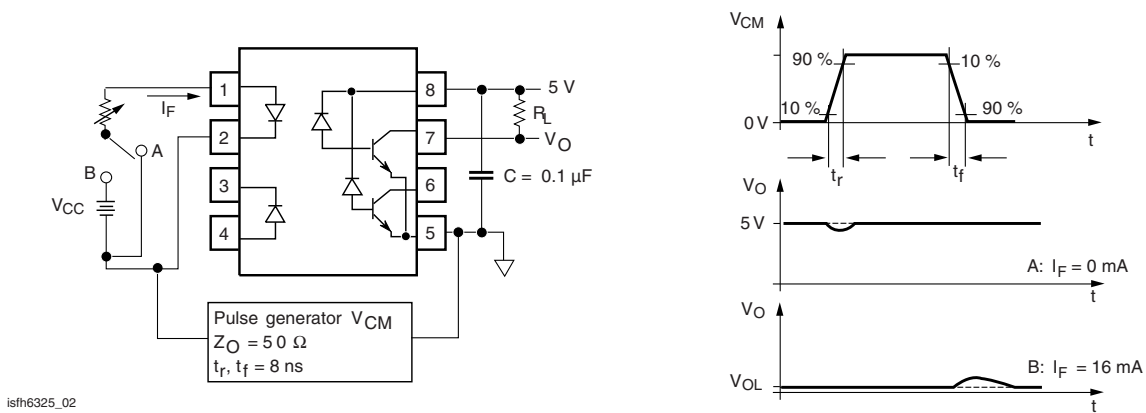 1
2
3
4
8
7
6
5
I_F
A
B
V_CC
5 V
R_L
V_O
C = 0.1 µF
Pulse generator V_CM
Z_O = 50 Ω
t_r, t_f = 8 ns
isfh6325_02
V_CM
90 %
10 %
10 %
90 %
0 V
t
t_r
t_f
V_O
5 V
A: I_F = 0 mA
t
V_O
B: I_F = 16 mA
V_OL
t